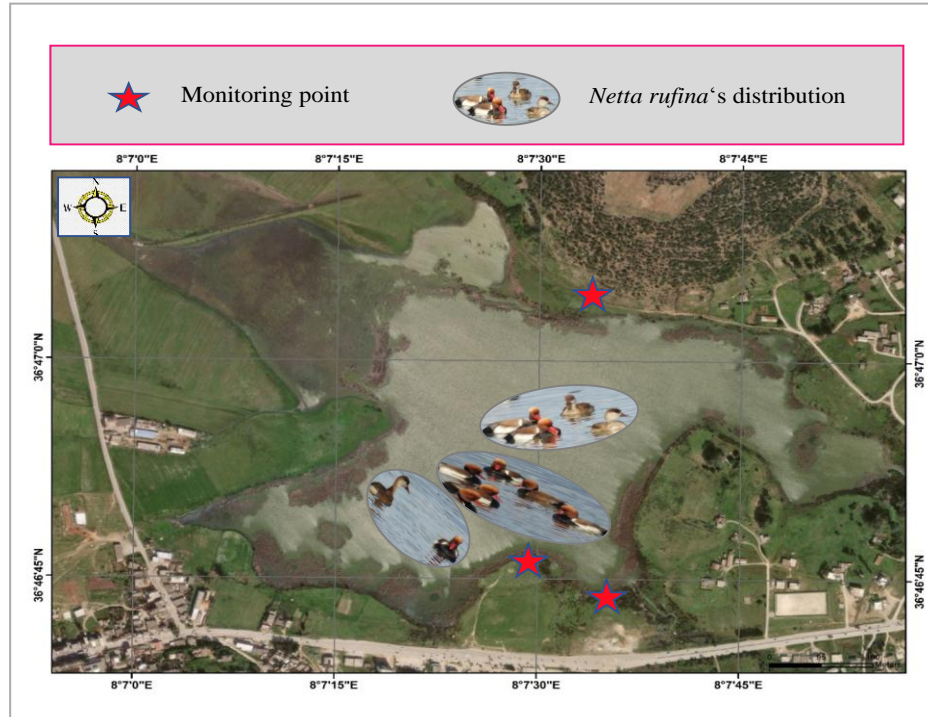 Monitoring point
Netta rufina‘s distribution
8°7'0"E 8°7'15"E 8°7'30"E 8°7'45"E
N
W E
S
36°47'0"N 36°47'0"N
36°46'45"N 36°46'45"N
8°7'0"E 8°7'15"E 8°7'30"E 8°7'45"E